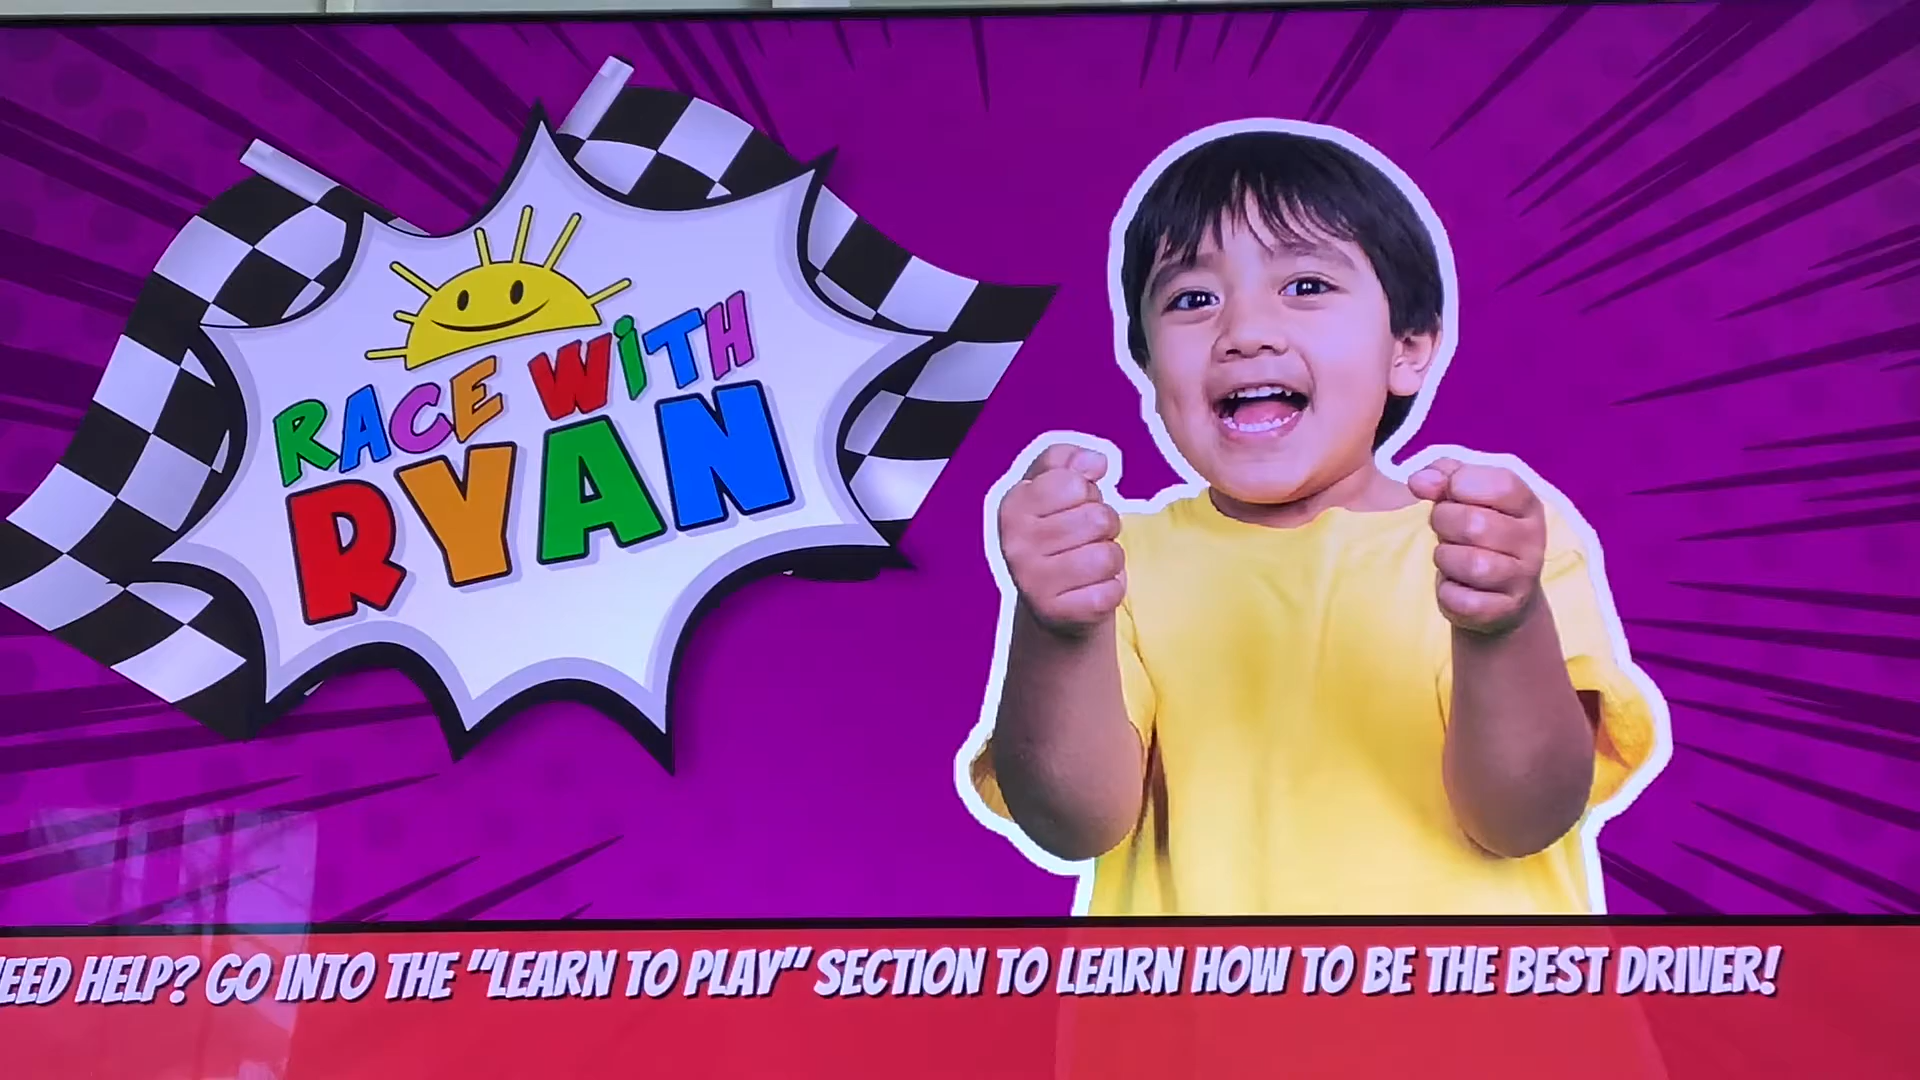 RACE WiTH
RYAN
EED HELP? GO INTO THE "LEARN TO PLAY" SECTION TO LEARN HOW TO BE THE BEST DRIVER!